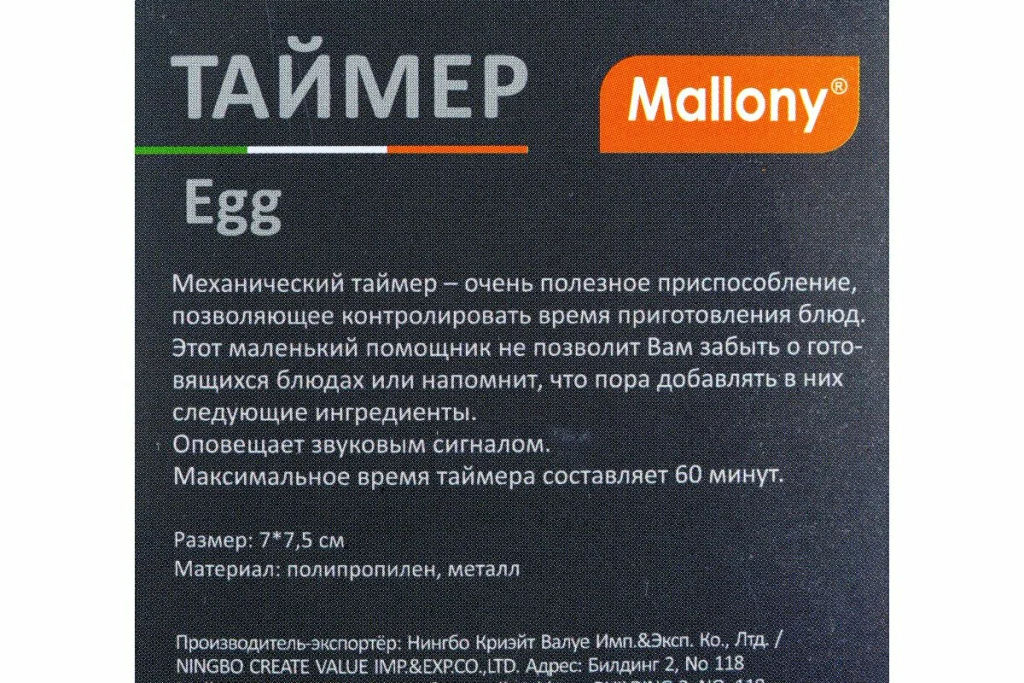 ТАЙМЕР
Mallony®
Egg
Механический таймер – очень полезное приспособление,
позволяющее контролировать время приготовления блюд.
Этот маленький помощник не позволит Вам забыть о гото-
вящихся блюдах или напомнит, что пора добавлять в них
следующие ингредиенты.
Оповещает звуковым сигналом.
Максимальное время таймера составляет 60 минут.
Размер: 7*7,5 см
Материал: полипропилен, металл
Производитель-экспортёр: Нингбо Криэйт Валуе Имп.&Эксп. Ко., Лтд. /
NINGBO CREATE VALUE IMP.&EXP.CO.,LTD. Адрес: Билдинг 2, No 118